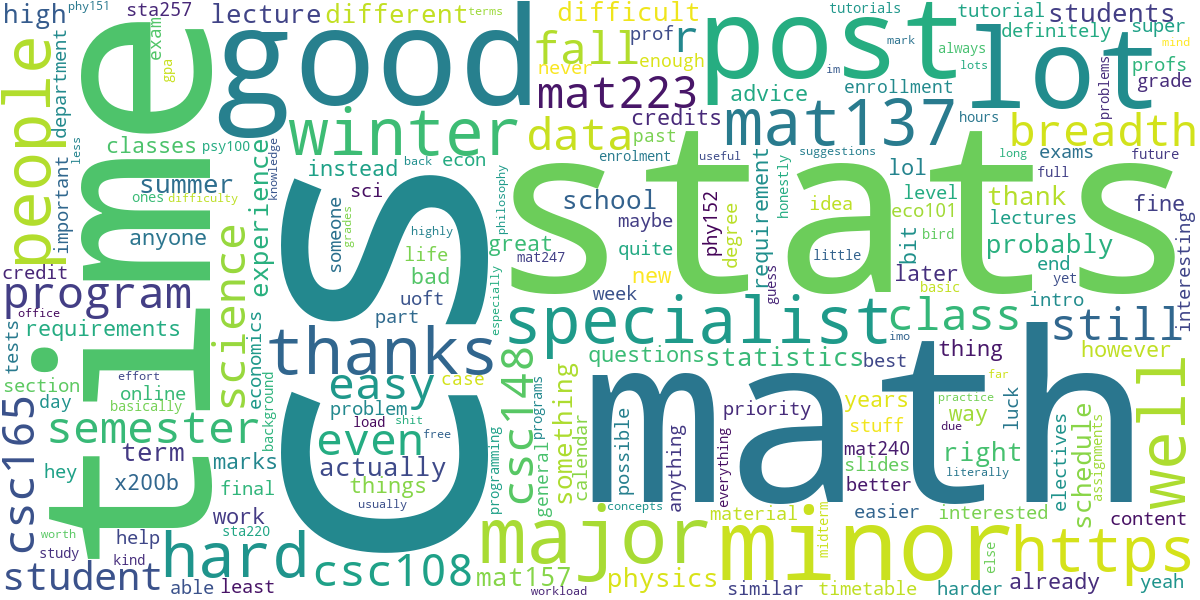 cs
stats
math
time
good
post
lot
minor
major
specialist
thanks
winter
hard
mat137
mat223
data
fall
r
breadth
https
well
still
class
people
program
science
semester
student
csc165
csc108
csc148
even
easy
phy151
high
sta257
lecture
different
terms
difficult
prof
never
enough
tutorials
mark
always
lots
im
tutorial
definitely
students
super
mind
profs
grade
problems
exam
gpa
department
important
less
classes
psy100
ones
difficulty
summer
anyone
experience
knowledge
instead
back
econ
sci
someone
grades
life
bad
highly
uoft
part
philosophy
great
mat247
especially
credits
past
advice
enrollment
hours
enrolment
useful
suggestions
long
exams
full
future
school
maybe
quite
new
week
phy152
degree
requirement
guess
honestly
idea
little
lol
level
bit
later
eco101
bird
basic
thank
lectures
probably
end
yet
intro
fine
interesting
credit
office
tests
requirements
section
day
effort
online
basically
economics
background
problem
load
case
shit
free
actually
things
usually
term
x200b
marks
final
work
sta220
hey
worth
study
help
kind
able
least
questions
statistics
best
imo
thing
however
far
practice
due
literally
way
right
luck
years
stuff
mat240
slides
better
priority
anything
everything
possible
something
calendar
general
programs
programming
concepts
material
midterm
easier
interested
else
electives
schedule
assignments
content
mat157
physics
workload
similar
timetable
harder
already
yeah